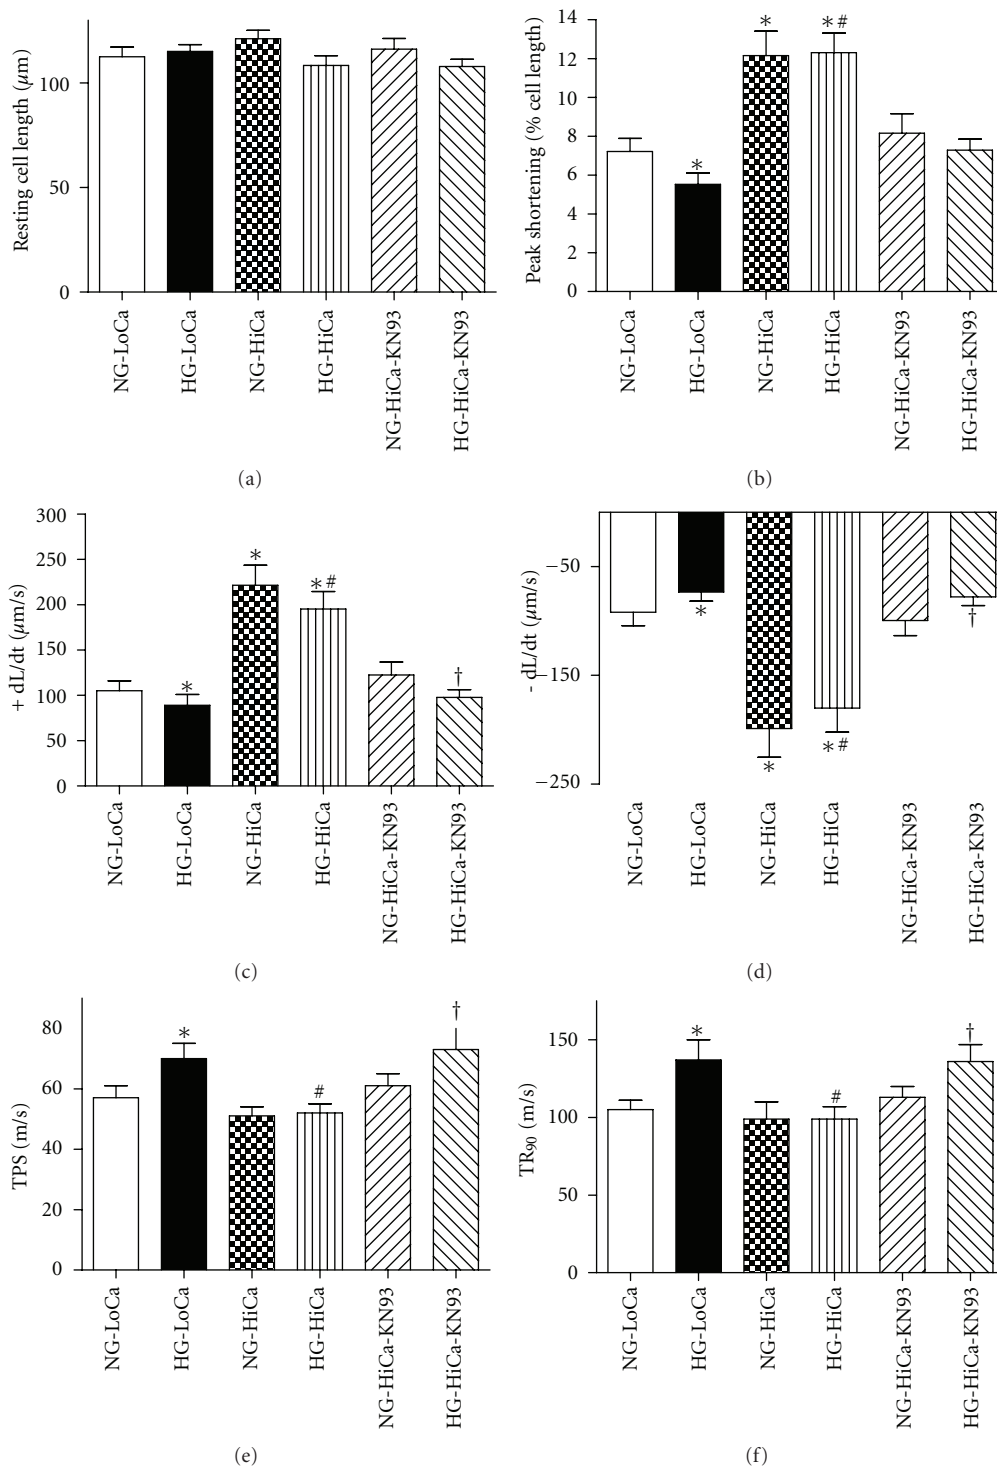 Resting cell length (μm)
100
50
0
NG-LoCa
HG-LoCa
NG-HiCa
HG-HiCa
NG-HiCa-KN93
HG-HiCa-KN93
(a)
Peak shortening (% cell length)
14
12
10
8
6
4
2
0
*
*
*#
NG-LoCa
HG-LoCa
NG-HiCa
HG-HiCa
NG-HiCa-KN93
HG-HiCa-KN93
(b)
+ dL/dt (μm/s)
300
250
200
150
100
50
0
*
*
*#
†
NG-LoCa
HG-LoCa
NG-HiCa
HG-HiCa
NG-HiCa-KN93
HG-HiCa-KN93
(c)
- dL/dt (μm/s)
−50
−150
−250
*
*
*#
†
NG-LoCa
HG-LoCa
NG-HiCa
HG-HiCa
NG-HiCa-KN93
HG-HiCa-KN93
(d)
TPS (m/s)
80
60
40
20
0
*
#
†
NG-LoCa
HG-LoCa
NG-HiCa
HG-HiCa
NG-HiCa-KN93
HG-HiCa-KN93
(e)
TR90 (m/s)
150
100
50
0
*
#
†
NG-LoCa
HG-LoCa
NG-HiCa
HG-HiCa
NG-HiCa-KN93
HG-HiCa-KN93
(f)